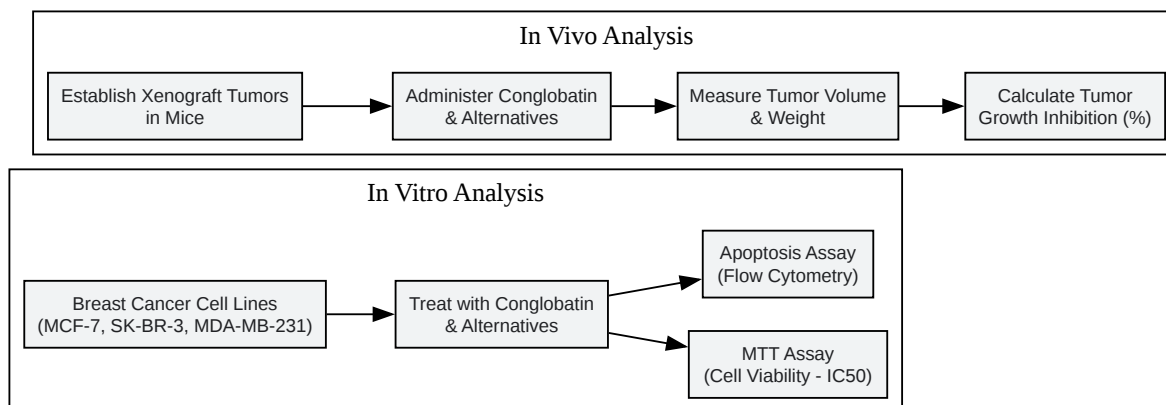 In Vivo Analysis
Establish Xenograft Tumors
in Mice
Administer Conglobatin
& Alternatives
Measure Tumor Volume
& Weight
Calculate Tumor
Growth Inhibition (%)
In Vitro Analysis
Breast Cancer Cell Lines
(MCF-7, SK-BR-3, MDA-MB-231)
Treat with Conglobatin
& Alternatives
Apoptosis Assay
(Flow Cytometry)
MTT Assay
(Cell Viability - IC50)